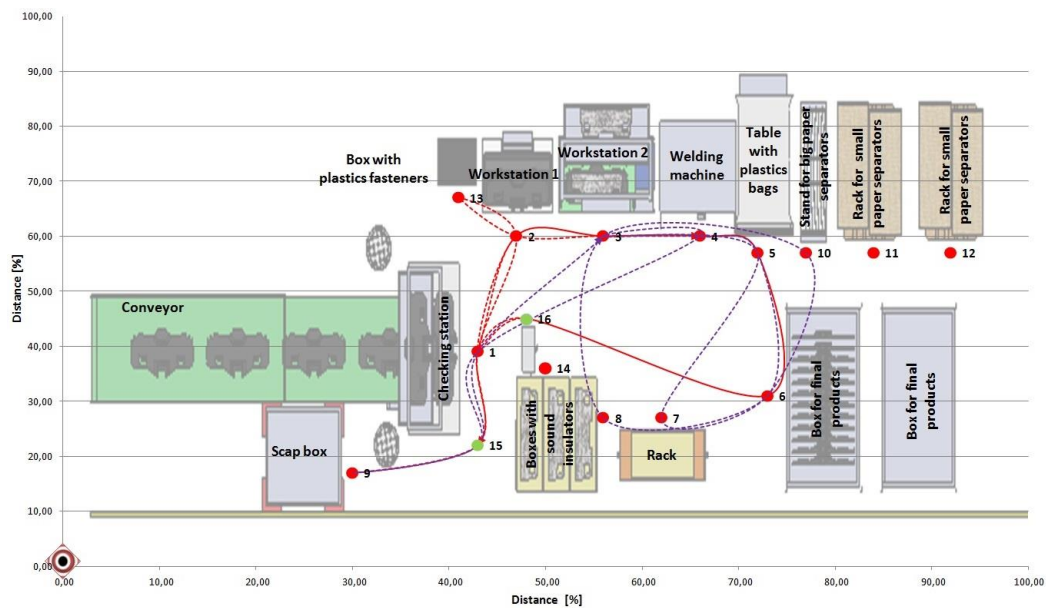 100,00
90,00
80,00
70,00
60,00
50,00
40,00
30,00
20,00
10,00
0,00
Distance [%]
0,00 10,00 20,00 30,00 40,00 50,00 60,00 70,00 80,00 90,00 100,00
Distance [%]
Box with
plastics fasteners
Workstation 1
Workstation 2
Welding
machine
Table
with
plastics
bags
Stand for big paper
separators
Rack for small
paper separators
Rack for small
paper separators
13
2
3
4
5
10
11
12
Conveyor
Checking station
16
1
14
6
Box for final
products
Box for final
products
8
7
15
Boxes with
sound
insulators
Rack
Scap box
9